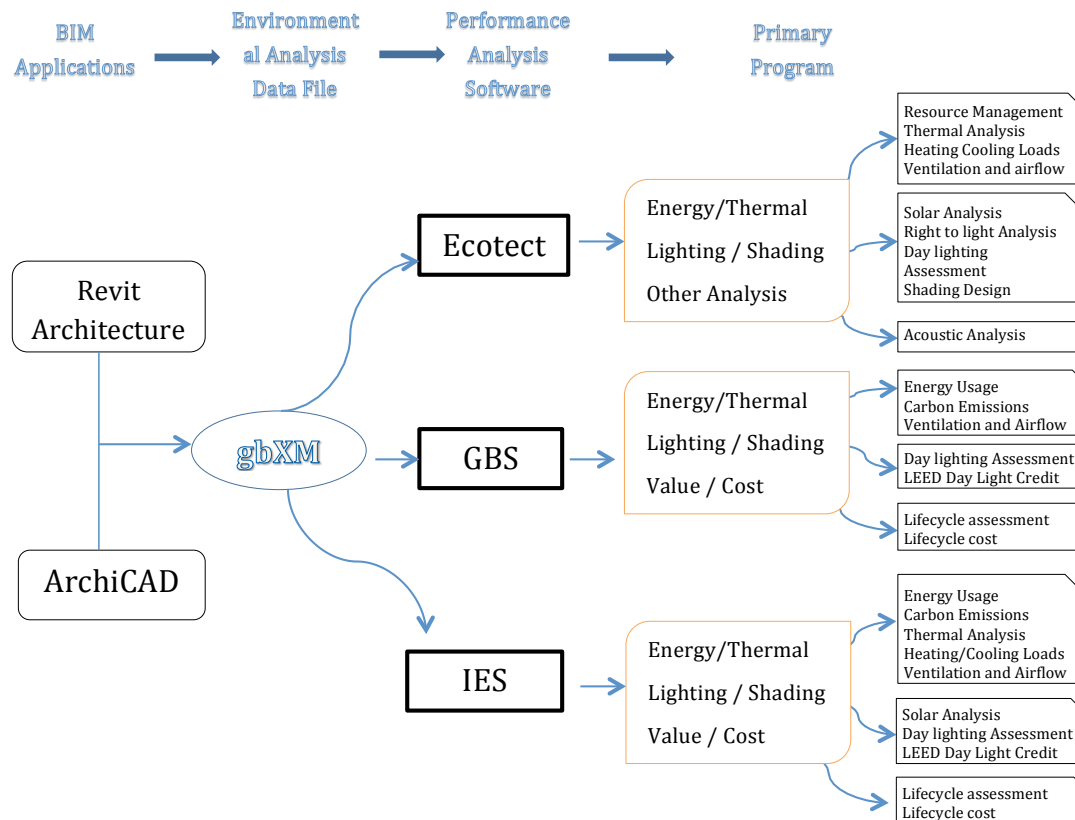 BIM
Applications
Environment
al Analysis
Data File
Performance
Analysis
Software
Primary
Program
Revit
Architecture
ArchiCAD
gbXM
Ecotect
Energy/Thermal
Lighting / Shading
Other Analysis
Resource Management
Thermal Analysis
Heating Cooling Loads
Ventilation and airflow
Solar Analysis
Right to light Analysis
Day lighting
Assessment
Shading Design
Acoustic Analysis
GBS
Energy/Thermal
Lighting / Shading
Value / Cost
Energy Usage
Carbon Emissions
Ventilation and Airflow
Day lighting Assessment
LEED Day Light Credit
Lifecycle assessment
Lifecycle cost
IES
Energy/Thermal
Lighting / Shading
Value / Cost
Energy Usage
Carbon Emissions
Thermal Analysis
Heating/Cooling Loads
Ventilation and Airflow
Solar Analysis
Day lighting Assessment
LEED Day Light Credit
Lifecycle assessment
Lifecycle cost